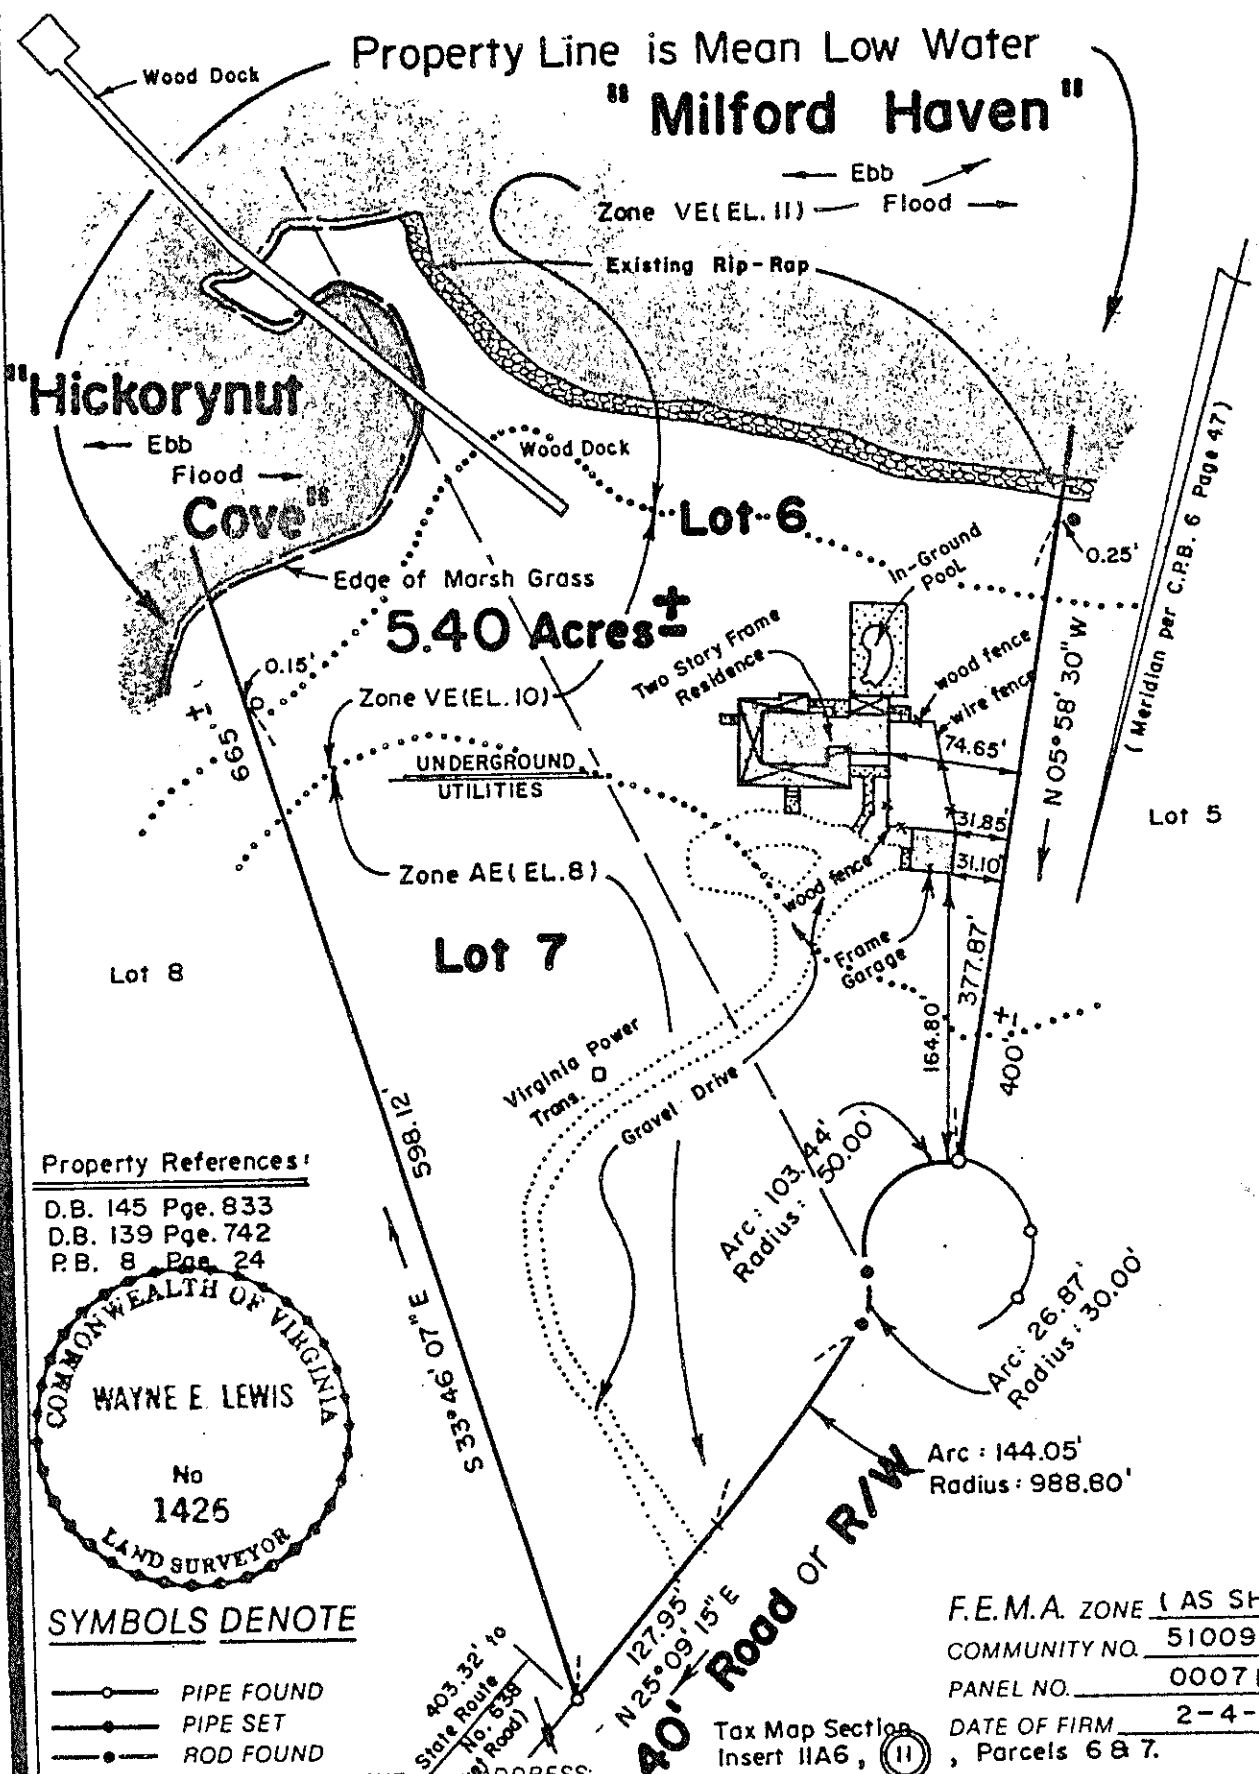 Property Line is Mean Low Water
"Milford Haven"
Wood Dock
Ebb
Zone VE(EL.11)
Flood
Existing Rip-Rap
"Hickorynut
Ebb
Flood
Cove"
Wood Dock
Lot 6
In-Ground
Pool
0.25'
(Meridian per C.P.B. 6 Page 47)
Edge of Marsh Grass
5.40 Acres±
Two Story Frame
Residence
wood fence
wire fence
0.15'
665'±
Zone VE(EL.10)
74.65'
N 05° 58' 30" W
UNDERGROUND
UTILITIES
Lot 5
31.85'
31.10'
Zone AE(EL.8)
wood fence
Frame
Garage
Lot 7
Lot 8
377.87'
164.80'
400'±
Virginia Power
Trans.
Gravel Drive
598.12'
Arc: 103.44'
Radius: 50.00'
Property References:
D.B. 145 Pge. 833
D.B. 139 Pge. 742
P.B. 8 Pge. 24
COMMONWEALTH OF VIRGINIA
WAYNE E. LEWIS
No
1426
LAND SURVEYOR
S 33° 46' 07" E
Arc: 26.87'
Radius: 30.00'
Arc: 144.05'
Radius: 988.80'
SYMBOLS DENOTE
PIPE FOUND
PIPE SET
ROD FOUND
403.32' to
State Route
No. 638
Road)
127.95'
N 25° 09' 15" E
40' Road or R/W
Tax Map Section
Insert 11A6, (11), Parcels 6 & 7.
F.E.M.A. ZONE (AS
COMMUNITY NO. 51009
PANEL NO. 0007
DATE OF FIRM 2-4-
ADDRESS: